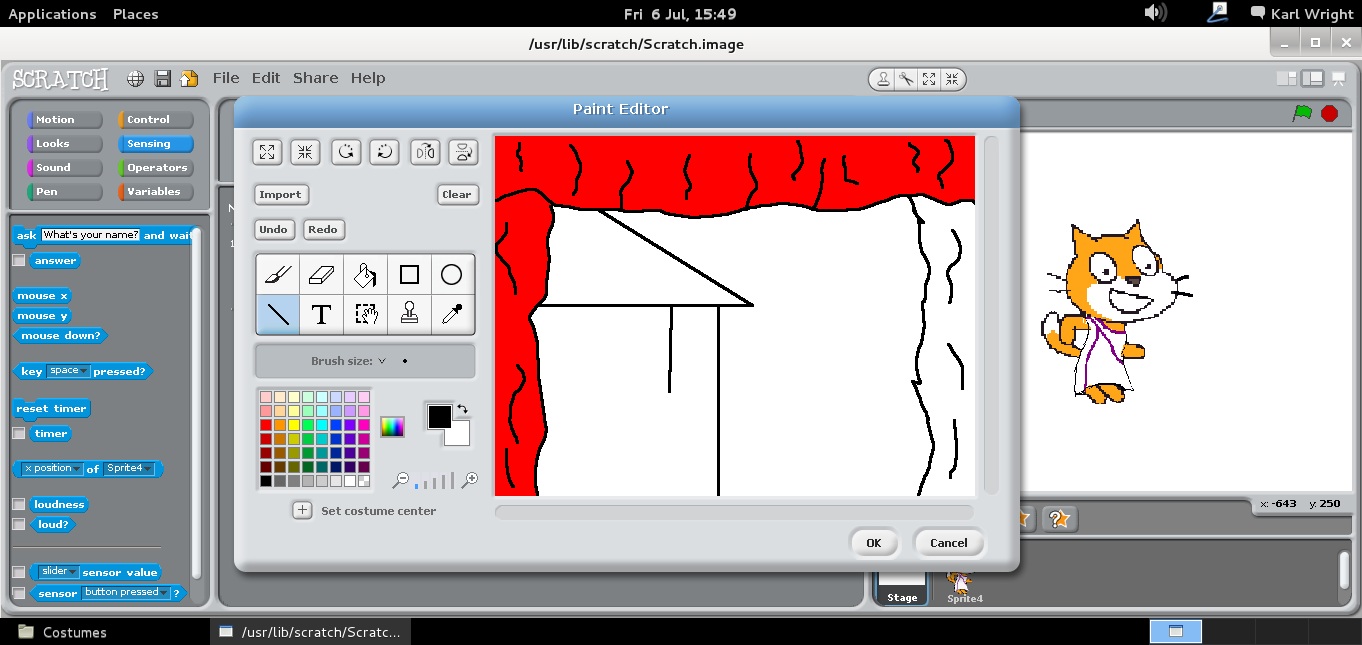 Applications Places
Fri 6 Jul, 15:49
Karl Wright
/usr/lib/scratch/Scratch.image
SCRATCH
File Edit Share Help
Paint Editor
Motion Control
Looks Sensing
Sound Operators
Pen Variables
Import Clear
Undo Redo
T
Brush size:
Set costume center
OK Cancel
ask What's your name? and wait
answer
mouse x
mouse y
mouse down?
key space pressed?
reset timer
timer
x position of Sprite4
loudness
loud?
slider sensor value
sensor button pressed ?
x: -643 y: 250
Stage Sprite4
Costumes
/usr/lib/scratch/Scratc...